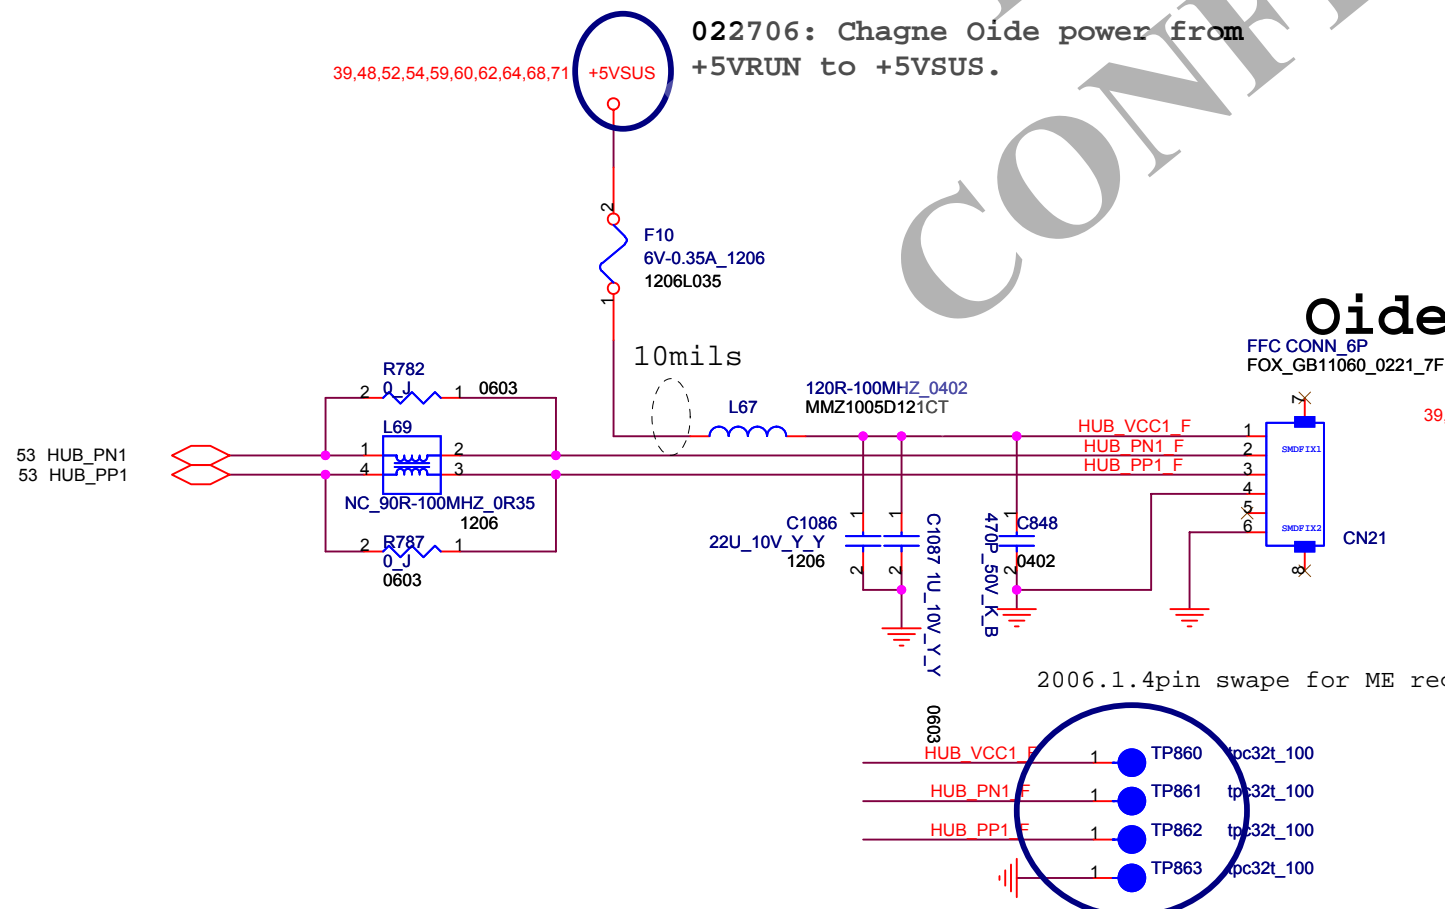 022706: Chagne Oide power from
+5VRUN to +5VSUS.
39,48,52,54,59,60,62,64,68,71
+5VSUS
2
F10
6V-0.35A_1206
1206L035
1
10mils
Oide
FFC CONN_6P
FOX_GB11060_0221_7F
39,
R782
2 0_J 1 0603
L69
1 2
4 3
53 HUB_PN1
53 HUB_PP1
NC_90R-100MHZ_0R35
1206
R787
2 1
0_J
0603
120R-100MHZ_0402
MMZ1005D121CT
L67
HUB_VCC1_F
HUB_PN1_F
HUB_PP1_F
1
2
3
4
5
6
7
8
SMDFIX1
SMDFIX2
CN21
C1086
22U_10V_Y_Y
1206
1
2
1
2
C1087 1U_10V_Y_Y
0603
470P_50V_K_B
1
2
C848
0402
2006.1.4pin swape for ME rec
HUB_VCC1_F 1 TP860 tpc32t_100
HUB_PN1_F 1 TP861 tpc32t_100
HUB_PP1_F 1 TP862 tpc32t_100
1 TP863 tpc32t_100
CONF